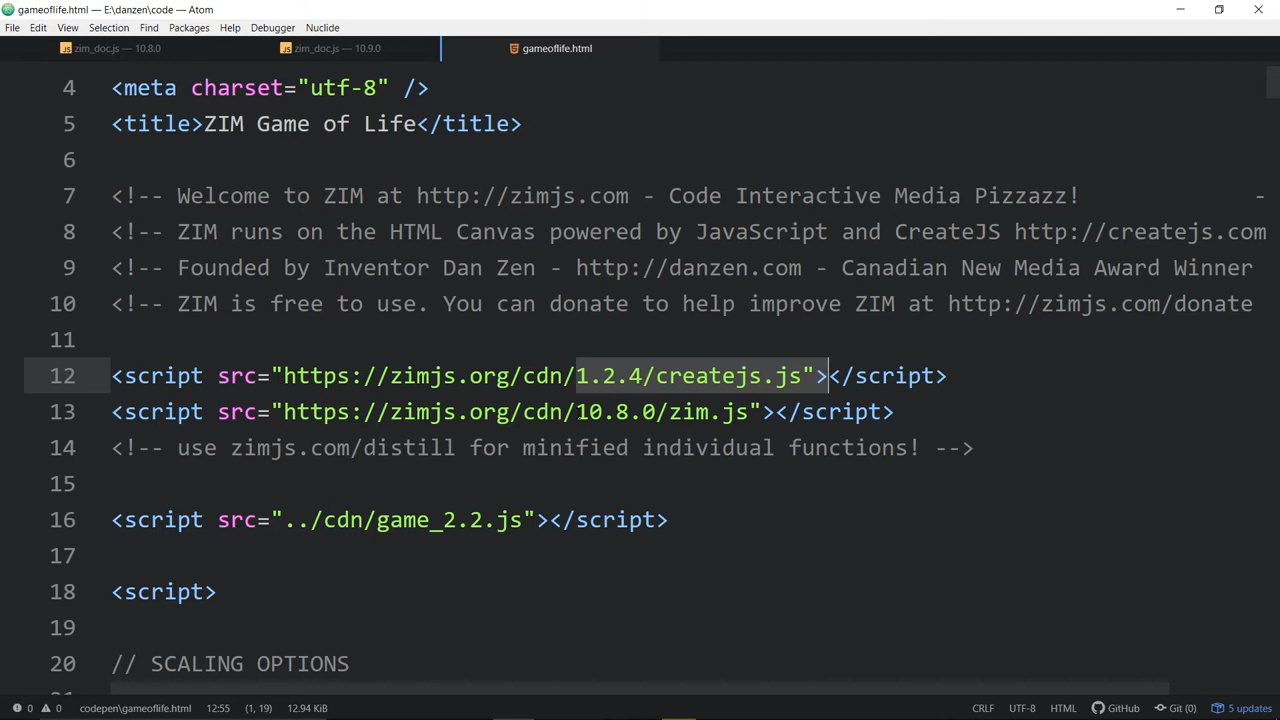 gameoflife.html — E:\danzen\code — Atom
File Edit View Selection Find Packages Help Debugger Nuclide
zim_doc.js — 10.8.0 zim_doc.js — 10.9.0 gameoflife.html
4 <meta charset="utf-8" />
5 <title>ZIM Game of Life</title>
6
7 <!-- Welcome to ZIM at http://zimjs.com - Code Interactive Media Pizzazz! -
8 <!-- ZIM runs on the HTML Canvas powered by JavaScript and CreateJS http://createjs.com
9 <!-- Founded by Inventor Dan Zen - http://danzen.com - Canadian New Media Award Winner
10 <!-- ZIM is free to use. You can donate to help improve ZIM at http://zimjs.com/donate
11
12 <script src="https://zimjs.org/cdn/1.2.4/createjs.js"></script>
13 <script src="https://zimjs.org/cdn/10.8.0/zim.js"></script>
14 <!-- use zimjs.com/distill for minified individual functions! -->
15
16 <script src="../cdn/game_2.2.js"></script>
17
18 <script>
19
20 // SCALING OPTIONS
0 0 codepen\gameoflife.html 12:55 (1, 19) 12.94 KiB CRLF UTF-8 HTML GitHub Git (0) 5 updates